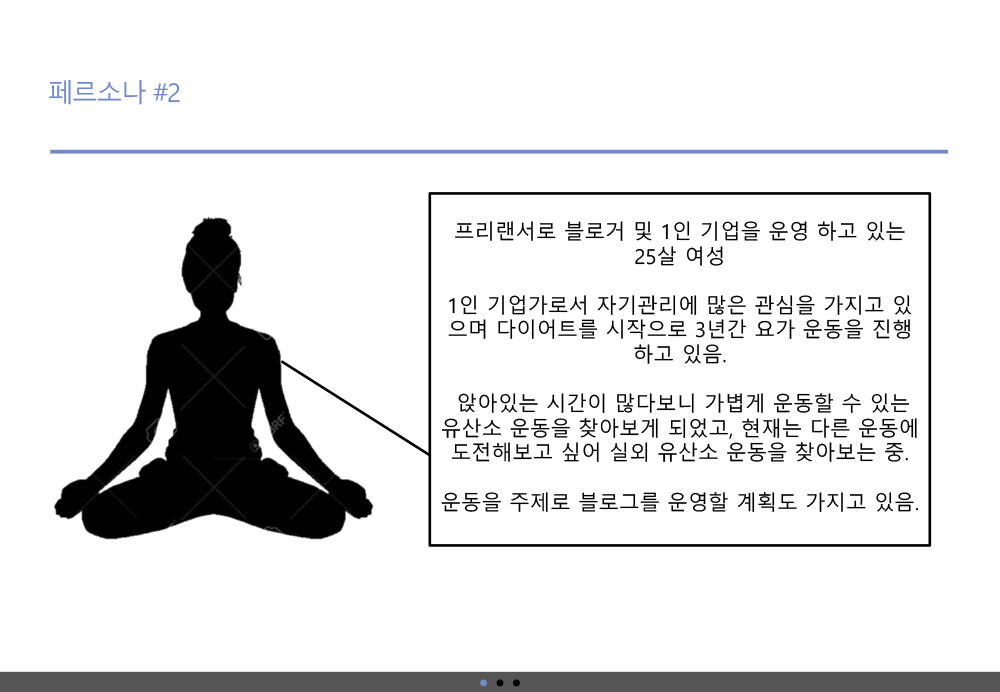 페르소나 #2
프리랜서로 블로거 및 1인 기업을 운영 하고 있는
25살 여성
1인 기업가로서 자기관리에 많은 관심을 가지고 있
으며 다이어트를 시작으로 3년간 요가 운동을 진행
하고 있음.
앉아있는 시간이 많다보니 가볍게 운동할 수 있는
유산소 운동을 찾아보게 되었고, 현재는 다른 운동에
도전해보고 싶어 실외 유산소 운동을 찾아보는 중.
운동을 주제로 블로그를 운영할 계획도 가지고 있음.